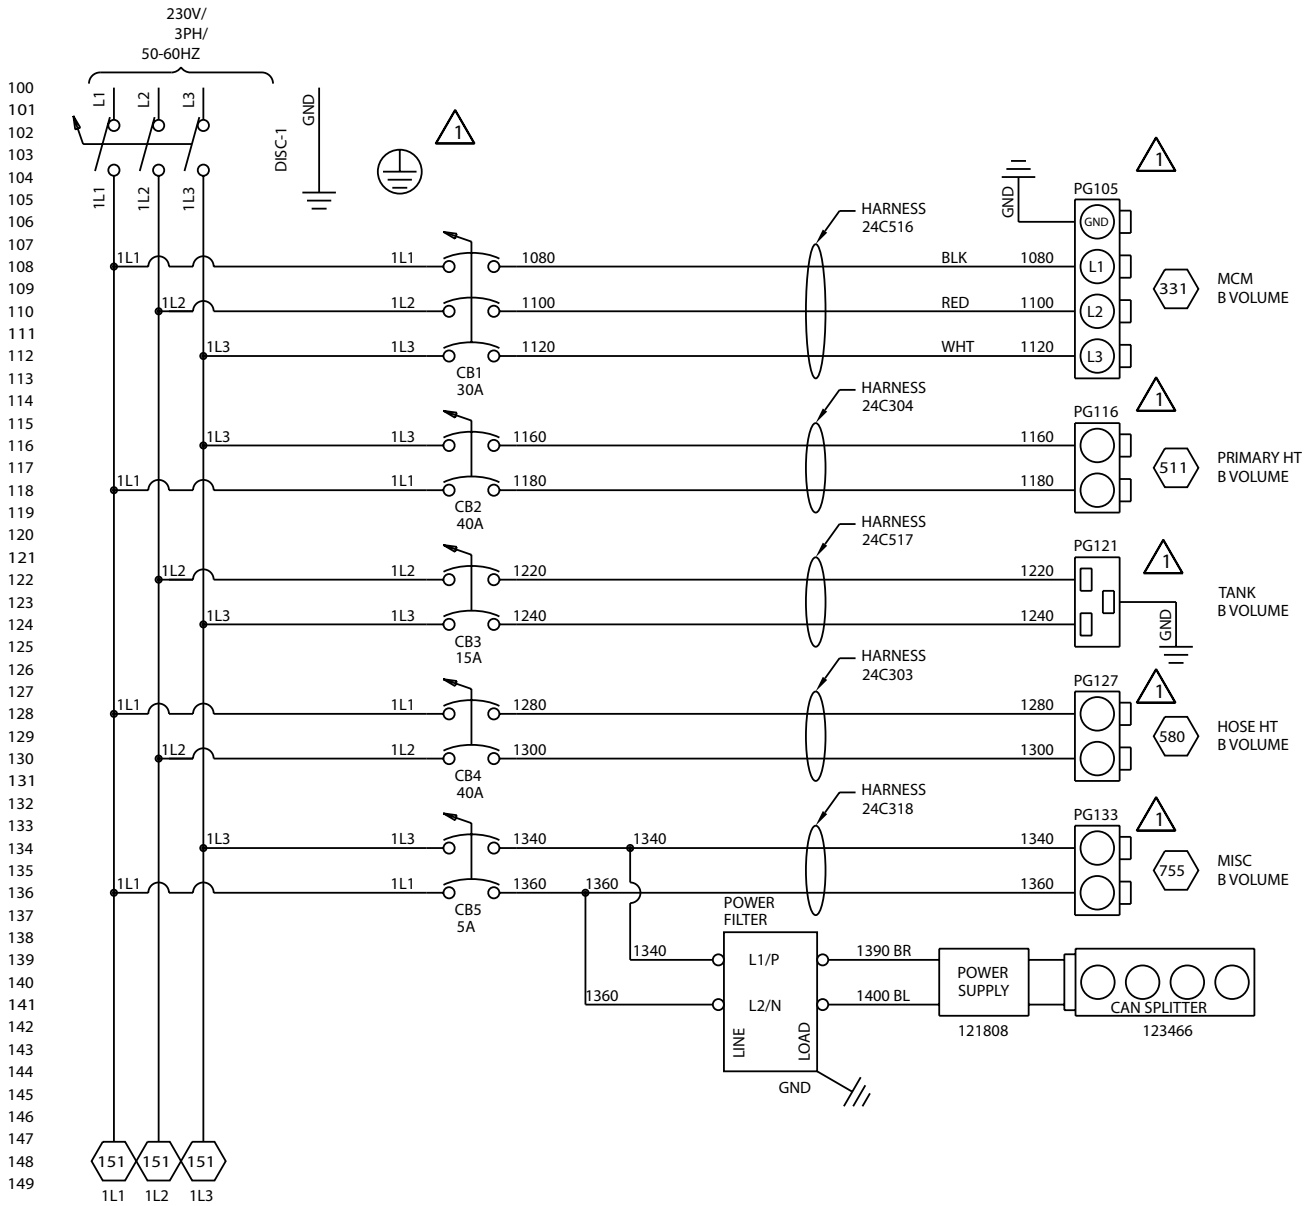 230V/
3PH/
50-60HZ
100
101
102
103
104
105
106
107
108
109
110
111
112
113
114
115
116
117
118
119
120
121
122
123
124
125
126
127
128
129
130
131
132
133
134
135
136
137
138
139
140
141
142
143
144
145
146
147
148
149
L1
L2
L3
DISC-1
GND
1
1L1
1L2
1L3
1L1
1L1
1080
1L2
1L2
1100
1L3
1L3
1120
CB1
30A
HARNESS
24C516
BLK
1080
RED
1100
WHT
1120
GND
PG105
GND
L1
L2
L3
1
331
MCM
B VOLUME
1L3
1L3
1160
1L1
1L1
1180
CB2
40A
HARNESS
24C304
1160
1180
PG116
1
511
PRIMARY HT
B VOLUME
1L2
1L2
1220
1L3
1L3
1240
CB3
15A
HARNESS
24C517
1220
1240
PG121
1
GND
TANK
B VOLUME
1L1
1L1
1280
1L2
1L2
1300
CB4
40A
HARNESS
24C303
1280
1300
PG127
1
580
HOSE HT
B VOLUME
1L3
1L3
1340
1340
1L1
1L1
1360
1360
CB5
5A
HARNESS
24C318
1340
1360
PG133
1
755
MISC
B VOLUME
POWER
FILTER
1340
L1/P
1390 BR
1360
L2/N
1400 BL
LINE
LOAD
GND
POWER
SUPPLY
121808
CAN SPLITTER
123466
151
151
151
1L1
1L2
1L3